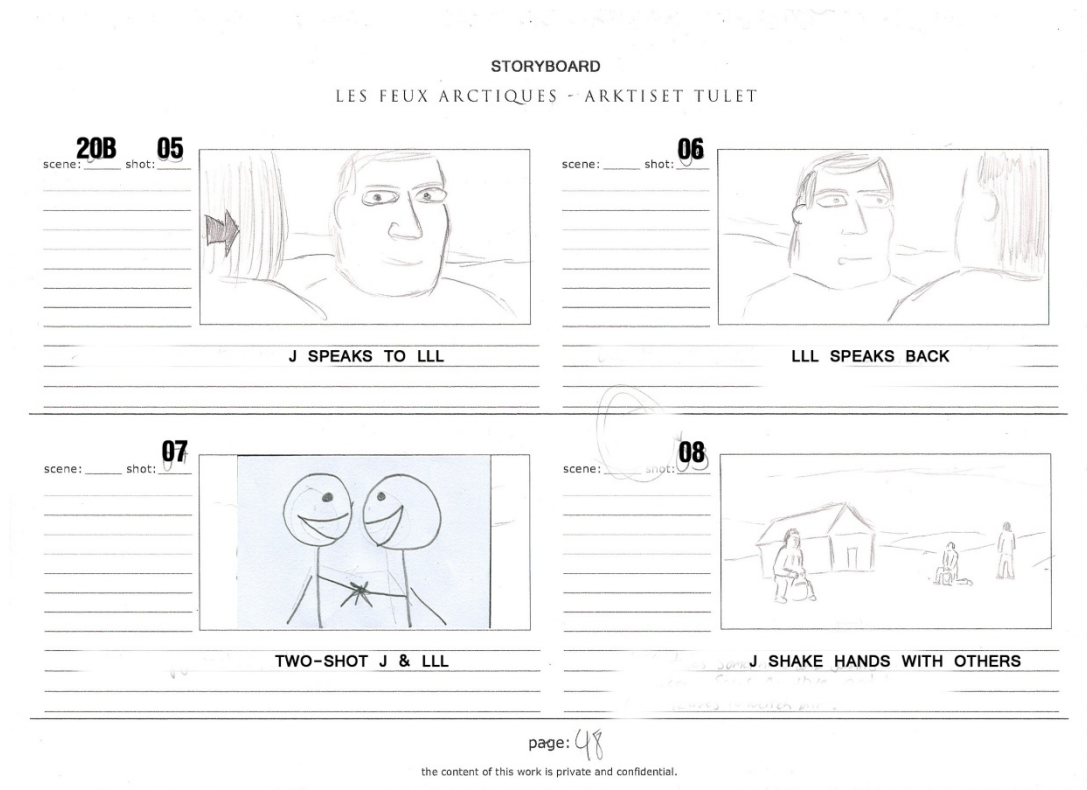 STORYBOARD
LES FEUX ARCTIQUES - ARKTISET TULET
scene: 20B shot: 05
J SPEAKS TO LLL
scene: shot: 06
LLL SPEAKS BACK
scene: shot: 07
TWO-SHOT J & LLL
scene: shot: 08
J SHAKE HANDS WITH OTHERS
page: 48
the content of this work is private and confidential.